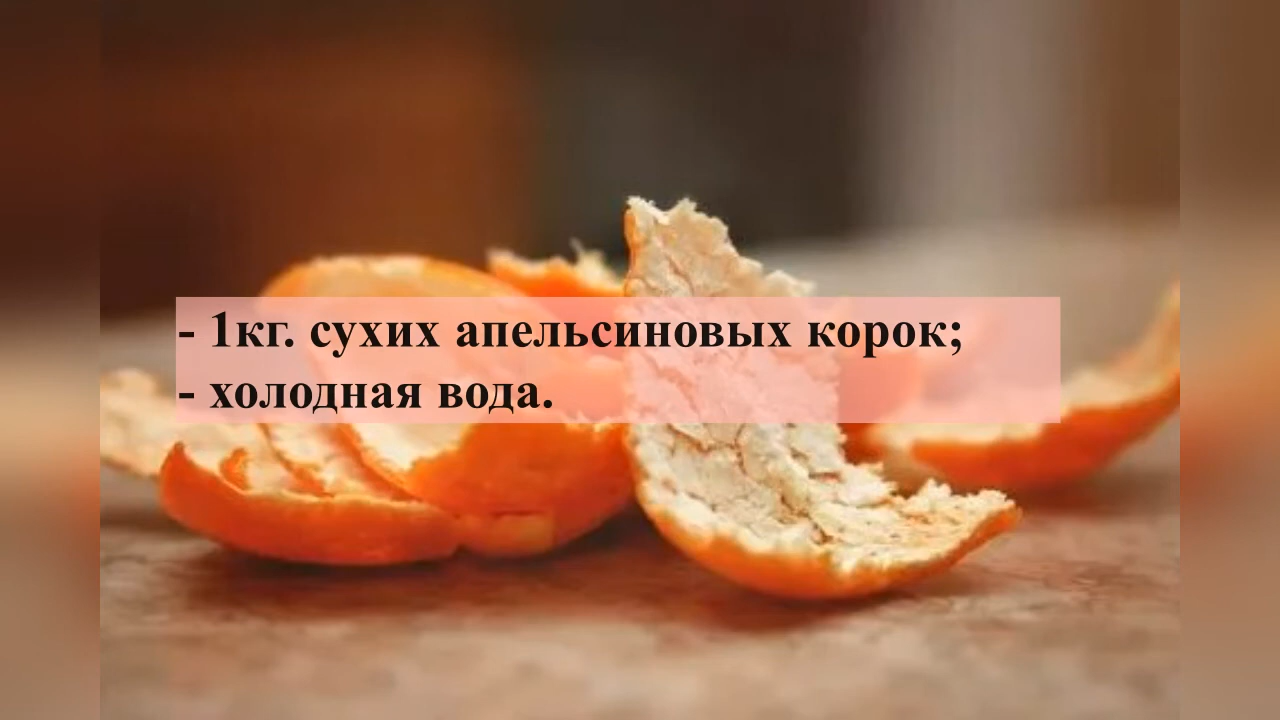 - 1кг. сухих апельсиновых корок;
- холодная вода.